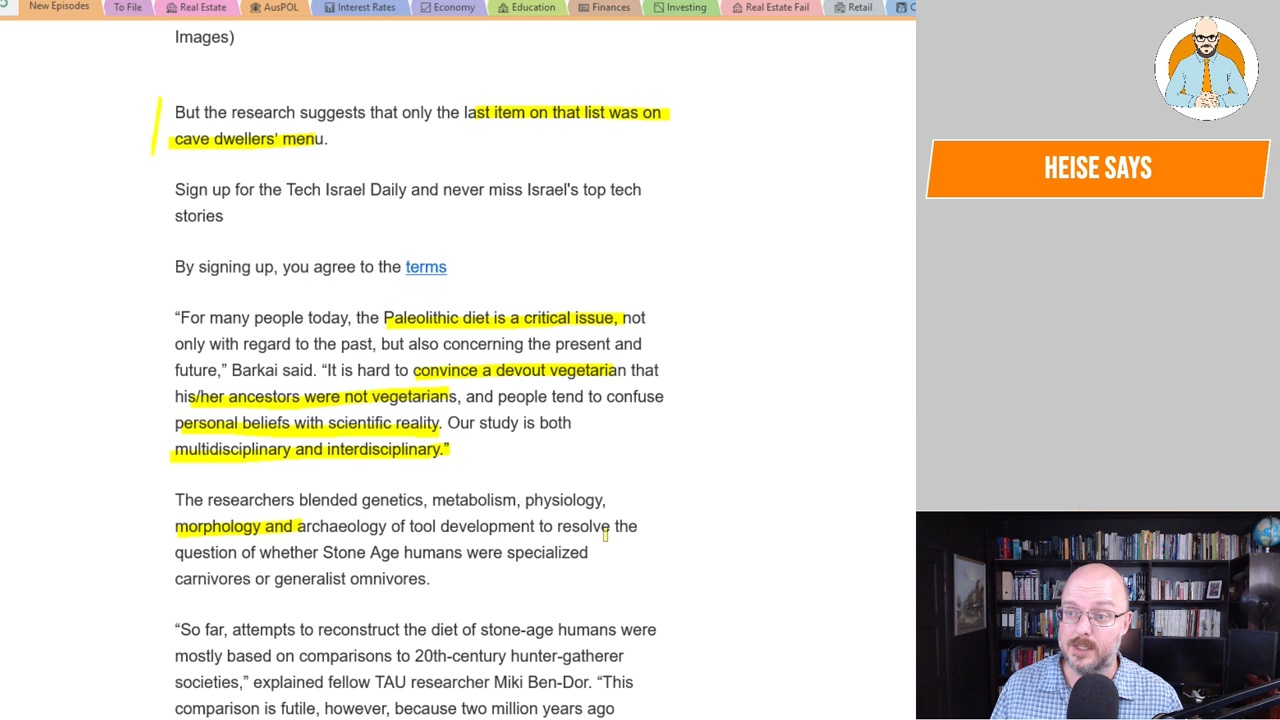 New Episodes To File Real Estate AusPOL Interest Rates Economy Education Finances Investing Real Estate Fail Retail
Images)
But the research suggests that only the last item on that list was on
cave dwellers’ menu.
Sign up for the Tech Israel Daily and never miss Israel's top tech
stories
By signing up, you agree to the terms
“For many people today, the Paleolithic diet is a critical issue, not
only with regard to the past, but also concerning the present and
future,” Barkai said. “It is hard to convince a devout vegetarian that
his/her ancestors were not vegetarians, and people tend to confuse
personal beliefs with scientific reality. Our study is both
multidisciplinary and interdisciplinary.”
The researchers blended genetics, metabolism, physiology,
morphology and archaeology of tool development to resolve the
question of whether Stone Age humans were specialized
carnivores or generalist omnivores.
“So far, attempts to reconstruct the diet of stone-age humans were
mostly based on comparisons to 20th-century hunter-gatherer
societies,” explained fellow TAU researcher Miki Ben-Dor. “This
comparison is futile, however, because two million years ago
HEISE SAYS